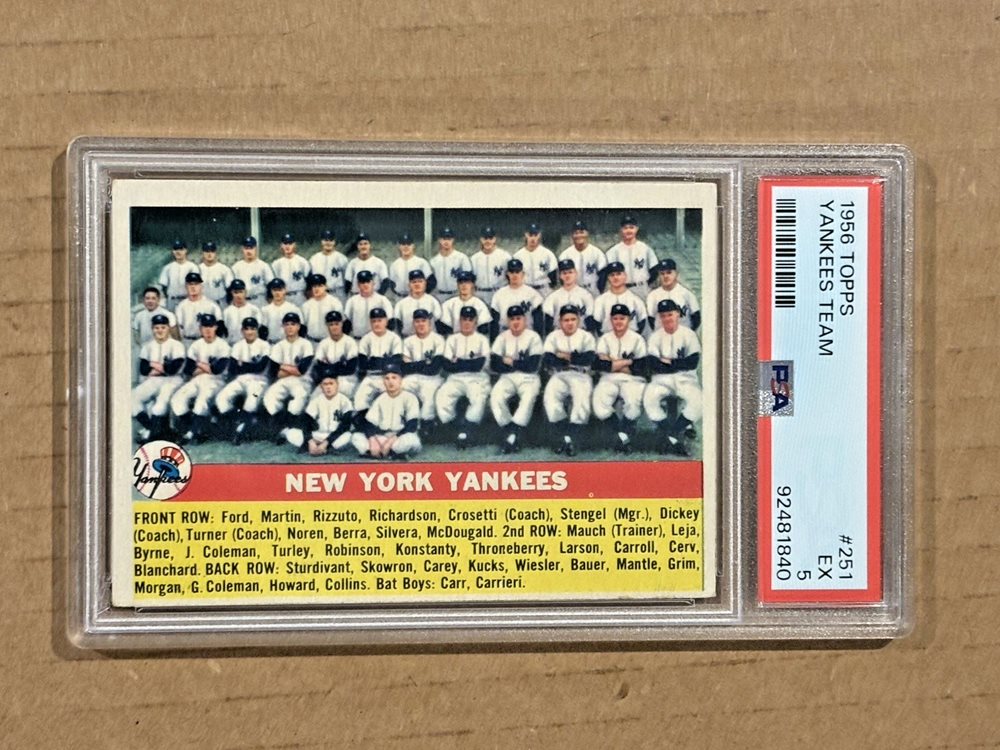 Yankees
NEW YORK YANKEES
FRONT ROW: Ford, Martin, Rizzuto, Richardson, Crosetti (Coach), Stengel (Mgr.), Dickey
(Coach), Turner (Coach), Noren, Berra, Silvera, McDougald. 2nd ROW: Mauch (Trainer), Leja,
Byrne, J. Coleman, Turley, Robinson, Konstanty, Throneberry, Larson, Carroll, Cerv,
Blanchard. BACK ROW: Sturdivant, Skowron, Carey, Kucks, Wiesler, Bauer, Mantle, Grim,
Morgan, G. Coleman, Howard, Collins. Bat Boys: Carr, Carrieri.
1956 TOPPS
YANKEES TEAM
PSA
#251
EX
5
92481840